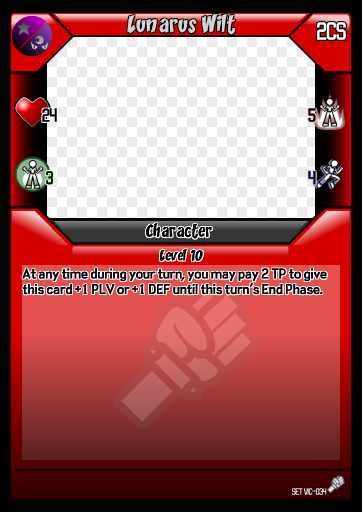 Lunarus Wilt
2CS
24
5
3
4
Character
Level 10
At any time during your turn, you may pay 2 TP to give
this card +1 PLV or +1 DEF until this turn's End Phase.
SET VIC-034